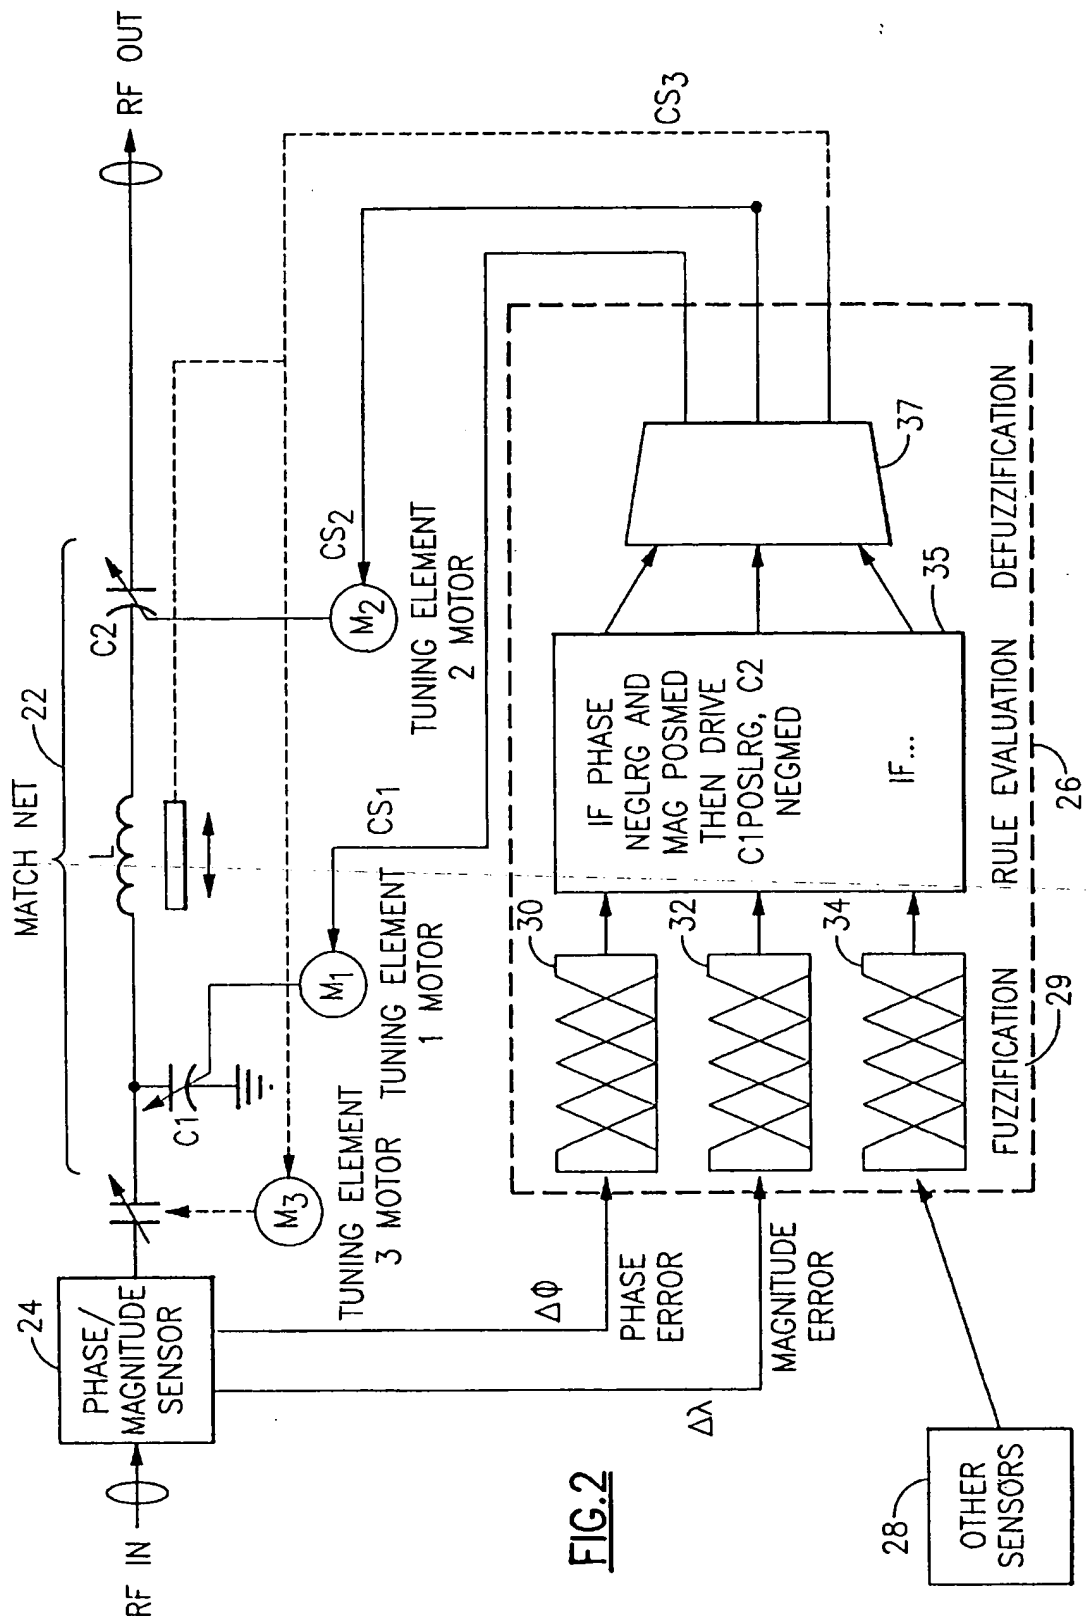 RF IN
24
PHASE/
MAGNITUDE
SENSOR
MATCH NET
22
C1
L
C2
RF OUT
M3
TUNING ELEMENT
3 MOTOR
M1
TUNING ELEMENT
1 MOTOR
CS1
M2
TUNING ELEMENT
2 MOTOR
CS2
CS3
ΔΦ
PHASE
ERROR
Δλ
MAGNITUDE
ERROR
28
OTHER
SENSORS
30
32
34
IF PHASE
NEGLRG AND
MAG POSMED
THEN DRIVE
C1POSLRG, C2
NEGMED
IF...
35
37
FUZZIFICATION
RULE EVALUATION
DEFUZZIFICATION
29
26
FIG.2